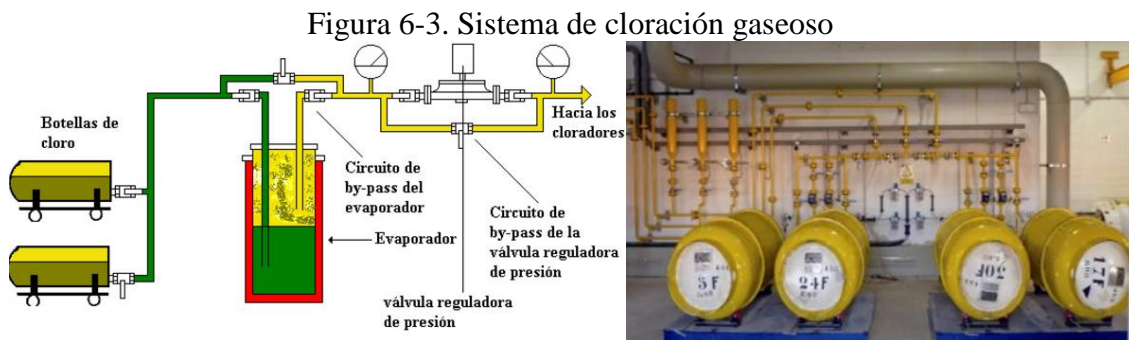 Figura 6-3. Sistema de cloración gaseoso
Botellas de
cloro
Circuito de
by-pass del
evaporador
Evaporador
válvula reguladora
de presión
Circuito de
by-pass de la
válvula reguladora
de presión
Hacia los
cloradores
5F
24F
20F
17F